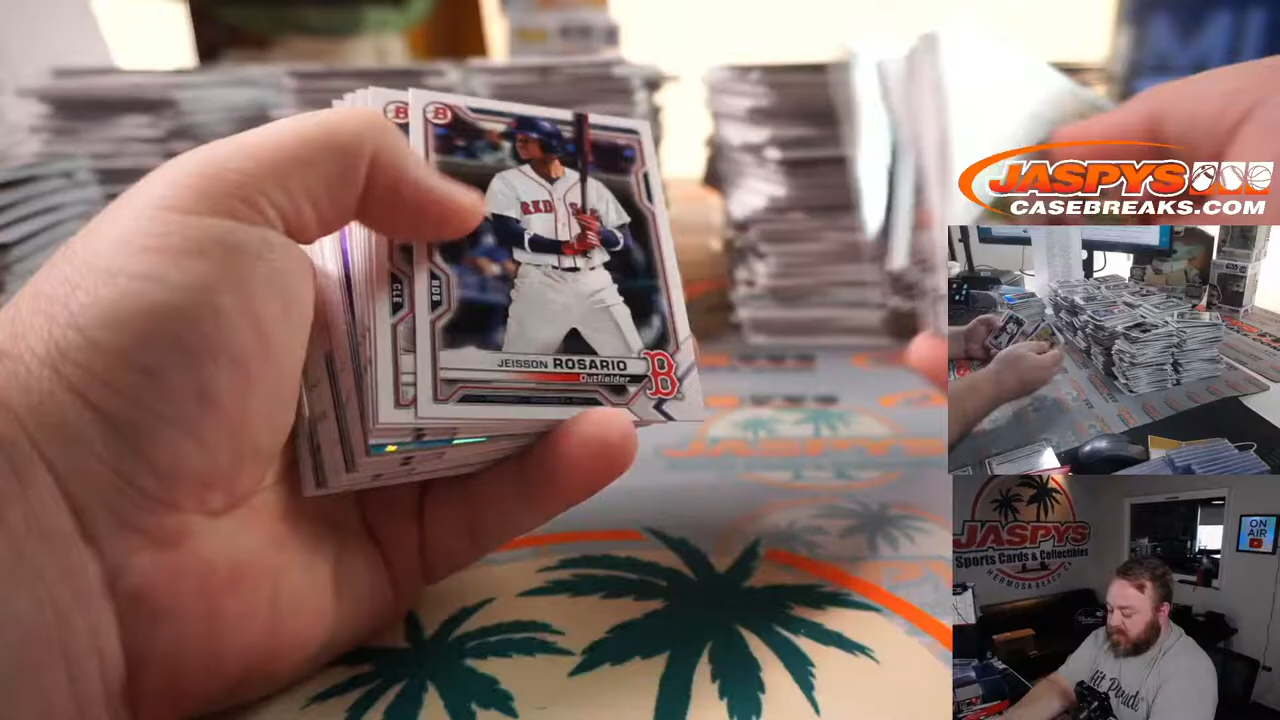 B
B
RED SOX
CLE
BOS
JEISSON ROSARIO
Outfielder
B
JASPYS
CASEBREAKS.COM
JASPYS
JASPYS
Sports Cards & Collectibles
HERMOSA BEACH CA
ON
AIR